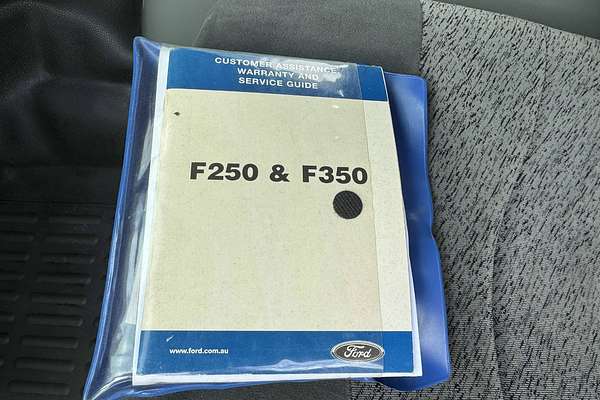 CUSTOMER ASSISTANCE,
WARRANTY AND
SERVICE GUIDE
F250 & F350
www.ford.com.au
Ford